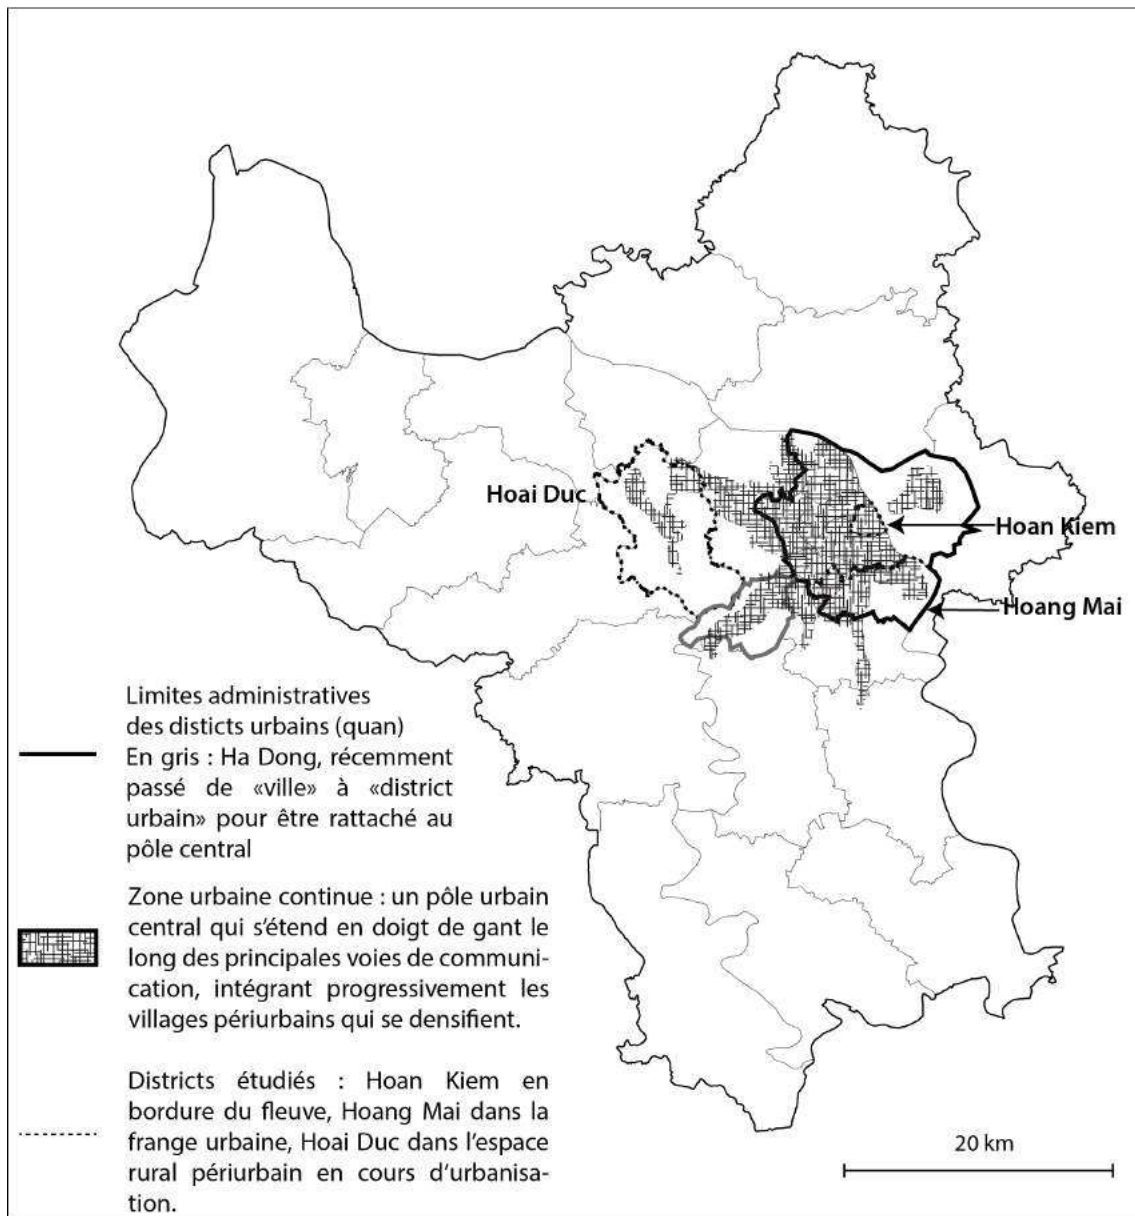 Hoai Duc
Hoan Kiem
Hoang Mai
Limites administratives
des disticts urbains (quan)
En gris : Ha Dong, récemment
passé de «ville» à «district
urbain» pour être rattaché au
pôle central
Zone urbaine continue : un pôle urbain
central qui s'étend en doigt de gant le
long des principales voies de communi-
cation, intégrant progressivement les
villages périurbains qui se densifient.
Districts étudiés : Hoan Kiem en
bordure du fleuve, Hoang Mai dans la
frange urbaine, Hoai Duc dans l'espace
rural périurbain en cours d'urbanisa-
tion.
20 km